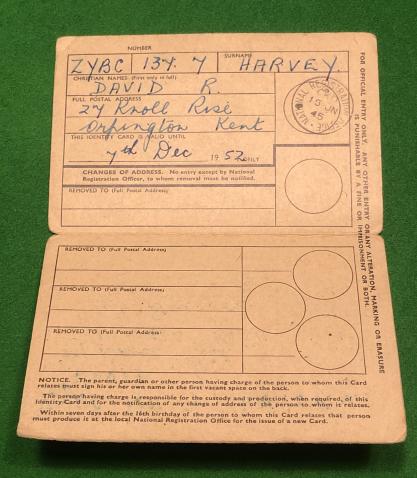 NUMBER SURNAME
ZYBC 134. 7 HARVEY.
CHRISTIAN NAMES (First only in full)
DAVID R.
FULL POSTAL ADDRESS
27 Knoll Rise
Orpington Kent
THIS IDENTITY CARD IS VALID UNTIL
7th Dec 1952
CHANGES OF ADDRESS. No entry except by National
Registration Officer, to whom removal must be notified.
REMOVED TO (Full Postal Address)
NATIONAL REGISTRATION OFFICE
13 JUN
45
FOR OFFICIAL ENTRY ONLY. ANY OTHER ENTRY OR ANY ALTERATION, MARKING OR ERASURE
IS PUNISHABLE BY A FINE OR IMPRISONMENT OR BOTH.
REMOVED TO (Full Postal Address)
REMOVED TO (Full Postal Address)
REMOVED TO (Full Postal Address)
NOTICE. The parent, guardian or other person having charge of the person to whom this Card
relates must sign his or her own name in the first vacant space on the back.
The person having charge is responsible for the custody and production, when required, of this
Identity Card and for the notification of any change of address of the person to whom it relates.
Within seven days after the 16th birthday of the person to whom this Card relates that person
must produce it at the local National Registration Office for the issue of a new Card.